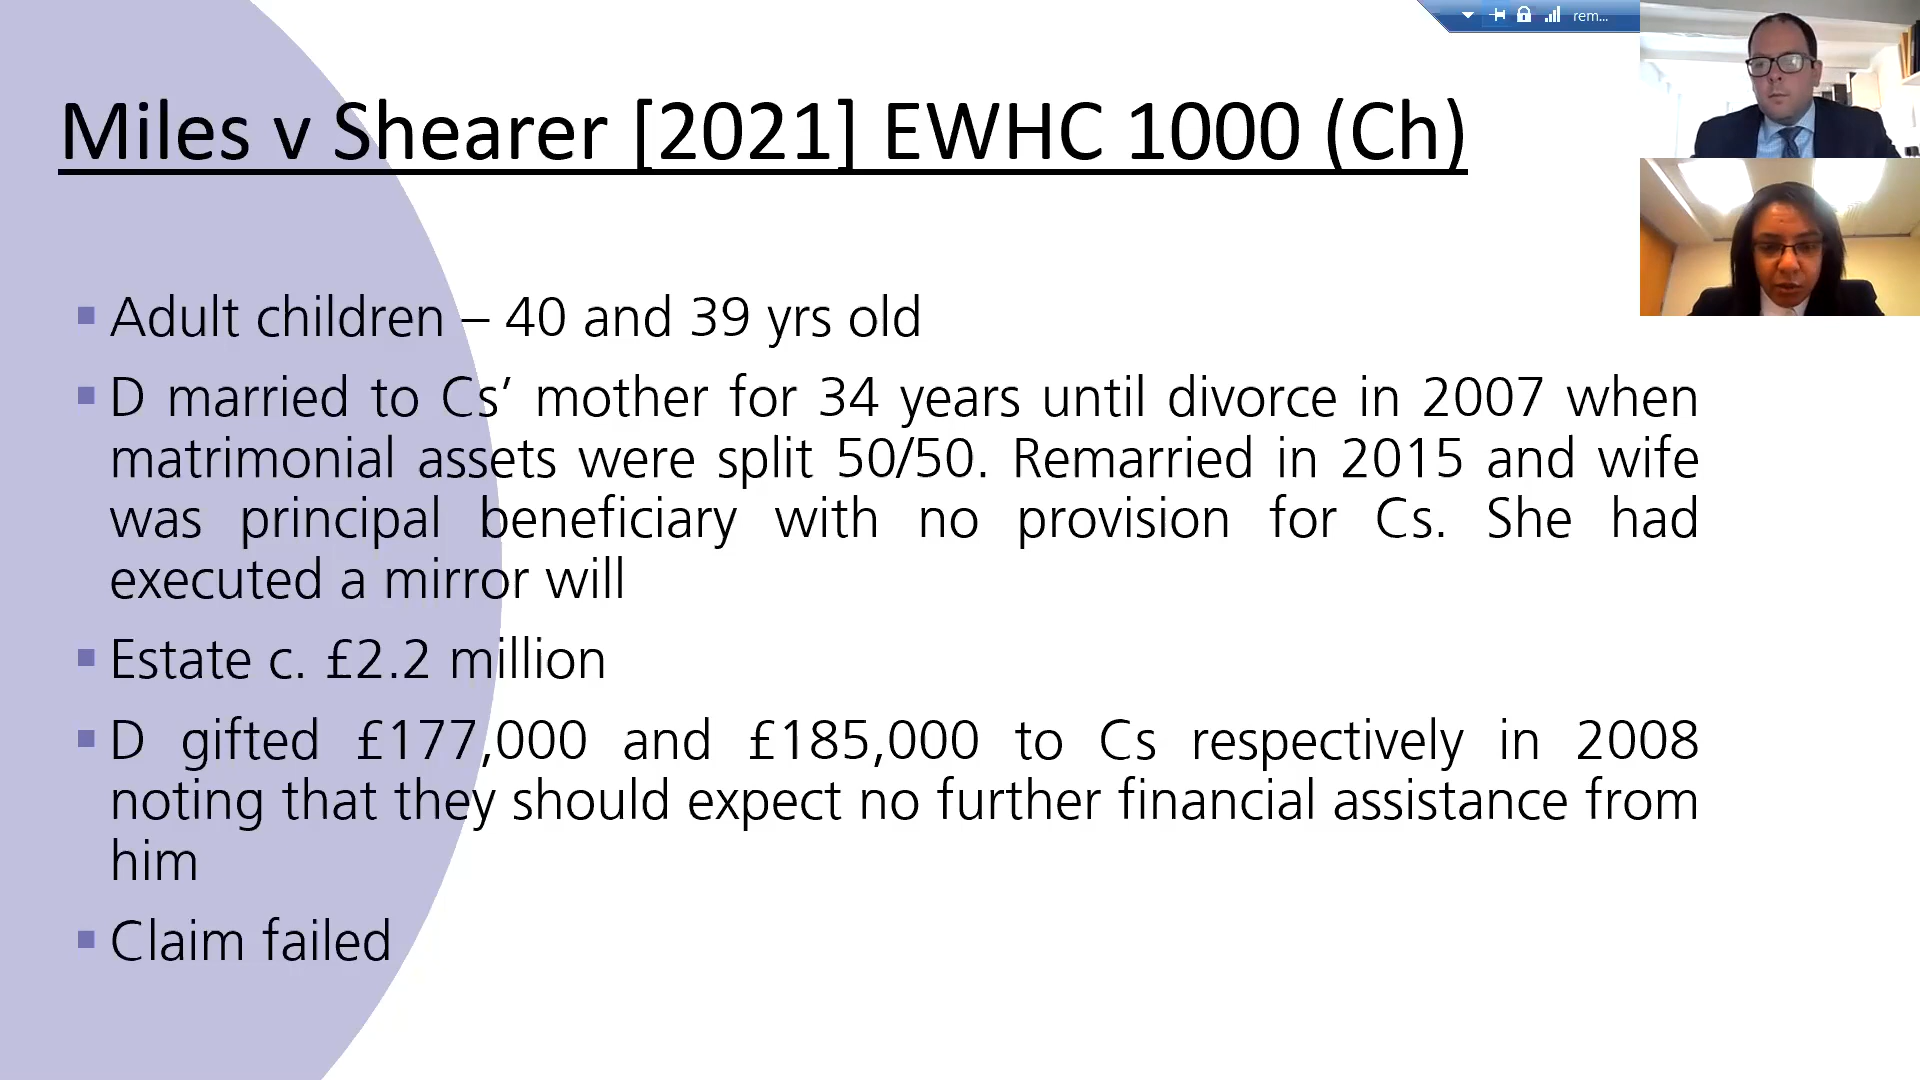 rem...
Miles v Shearer [2021] EWHC 1000 (Ch)
▪ Adult children – 40 and 39 yrs old
▪ D married to Cs’ mother for 34 years until divorce in 2007 when
matrimonial assets were split 50/50. Remarried in 2015 and wife
was principal beneficiary with no provision for Cs. She had
executed a mirror will
▪ Estate c. £2.2 million
▪ D gifted £177,000 and £185,000 to Cs respectively in 2008
noting that they should expect no further financial assistance from
him
▪ Claim failed